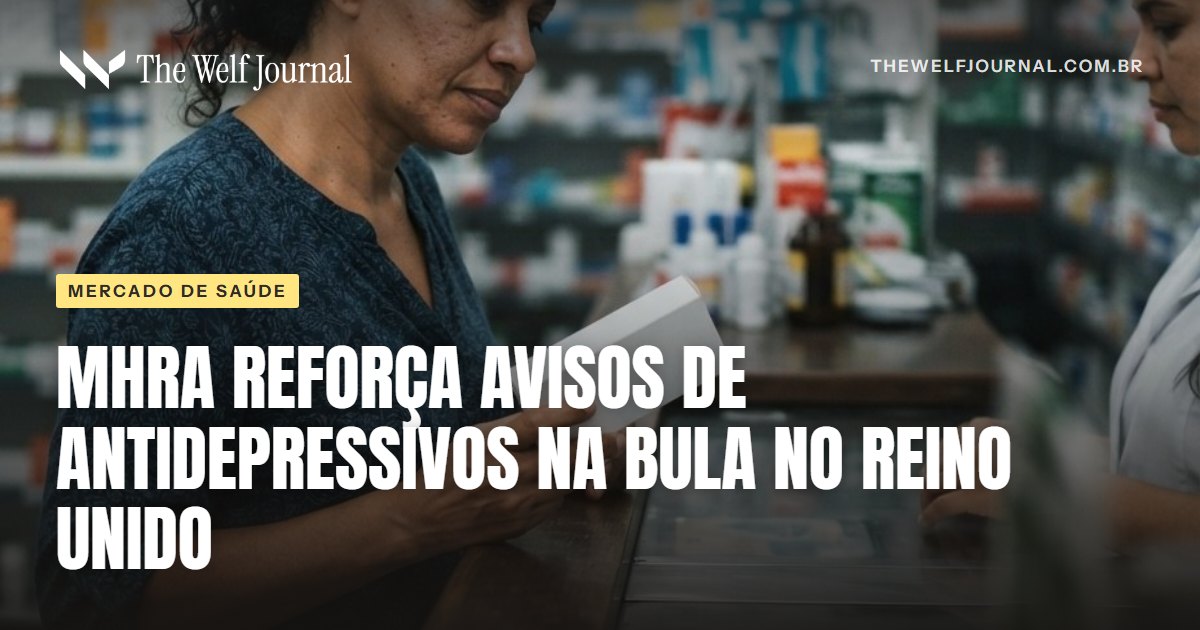 The Welf Journal
THEWELFJOURNAL.COM.BR
MERCADO DE SAÚDE
MHRA REFORÇA AVISOS DE
ANTIDEPRESSIVOS NA BULA NO REINO
UNIDO